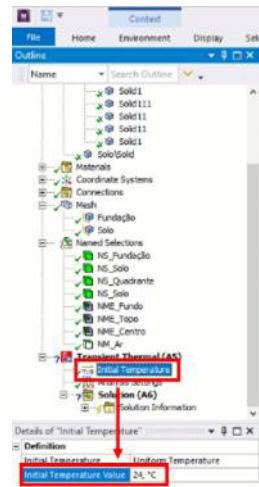 Context
File Home Environment Display Sel
Outline
Name Search Outline
Solid1
Solid111
Solid11
Solid11
Solid1
Solo\Solid
Materials
Coordinate Systems
Connections
Mesh
Fundação
Solo
Named Selections
NS_Fundação
NS_Solo
NS_Quadrante
NS_Solo
NME_Fundo
NME_Topo
NME_Centro
NM_Ar
Transient Thermal (A5)
Initial Temperature
Analysis Settings
Solution (A6)
Solution Information
Details of "Initial Temperature"
Definition
Initial Temperature Uniform Temperature
Initial Temperature Value 24, °C